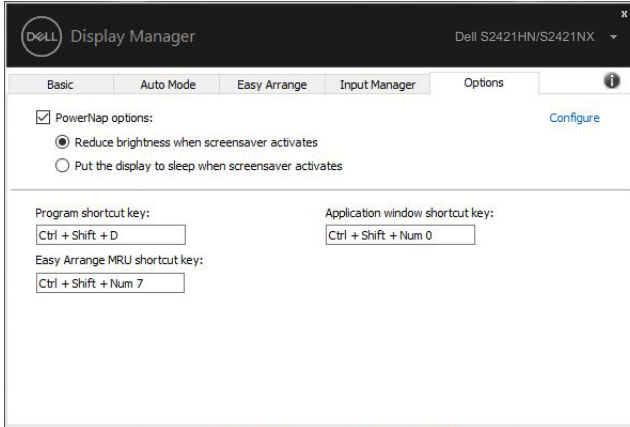 x
DELL Display Manager Dell S2421HN/S2421NX
Basic Auto Mode Easy Arrange Input Manager Options i
PowerNap options: Configure
Reduce brightness when screensaver activates
Put the display to sleep when screensaver activates
Program shortcut key: Application window shortcut key:
Ctrl + Shift + D Ctrl + Shift + Num 0
Easy Arrange MRU shortcut key:
Ctrl + Shift + Num 7